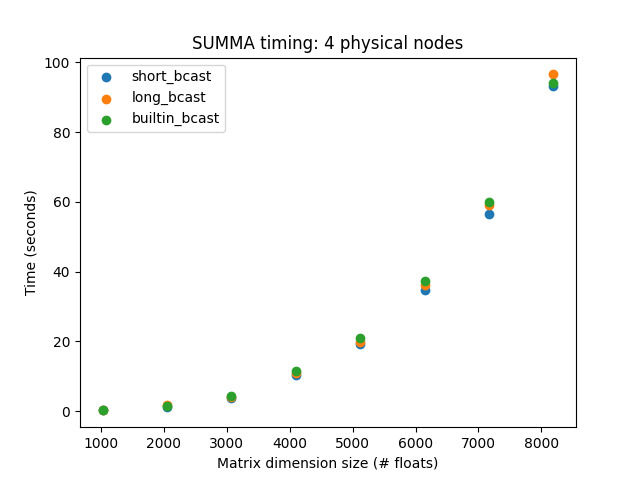 SUMMA timing: 4 physical nodes
100
80
60
40
20
0
Time (seconds)
short_bcast
long_bcast
builtin_bcast
1000 2000 3000 4000 5000 6000 7000 8000
Matrix dimension size (# floats)